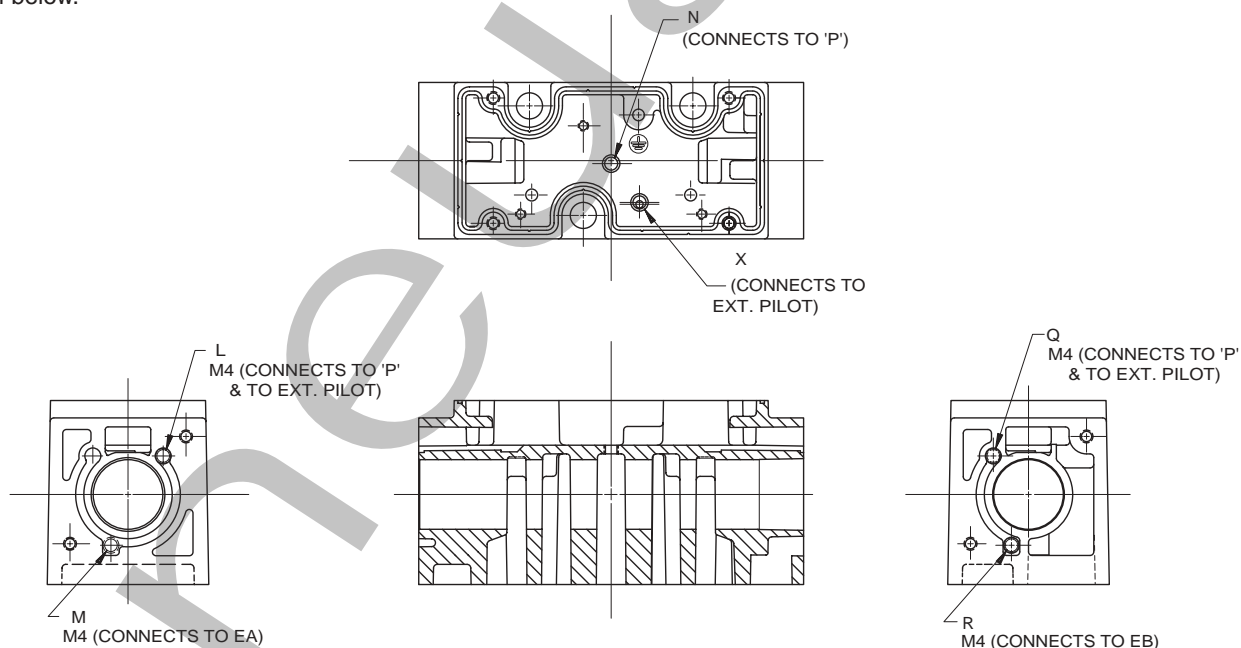 below.
N
(CONNECTS TO 'P')
X
(CONNECTS TO
EXT. PILOT)
L
M4 (CONNECTS TO 'P'
& TO EXT. PILOT)
Q
M4 (CONNECTS TO 'P'
& TO EXT. PILOT)
M
M4 (CONNECTS TO EA)
R
M4 (CONNECTS TO EB)